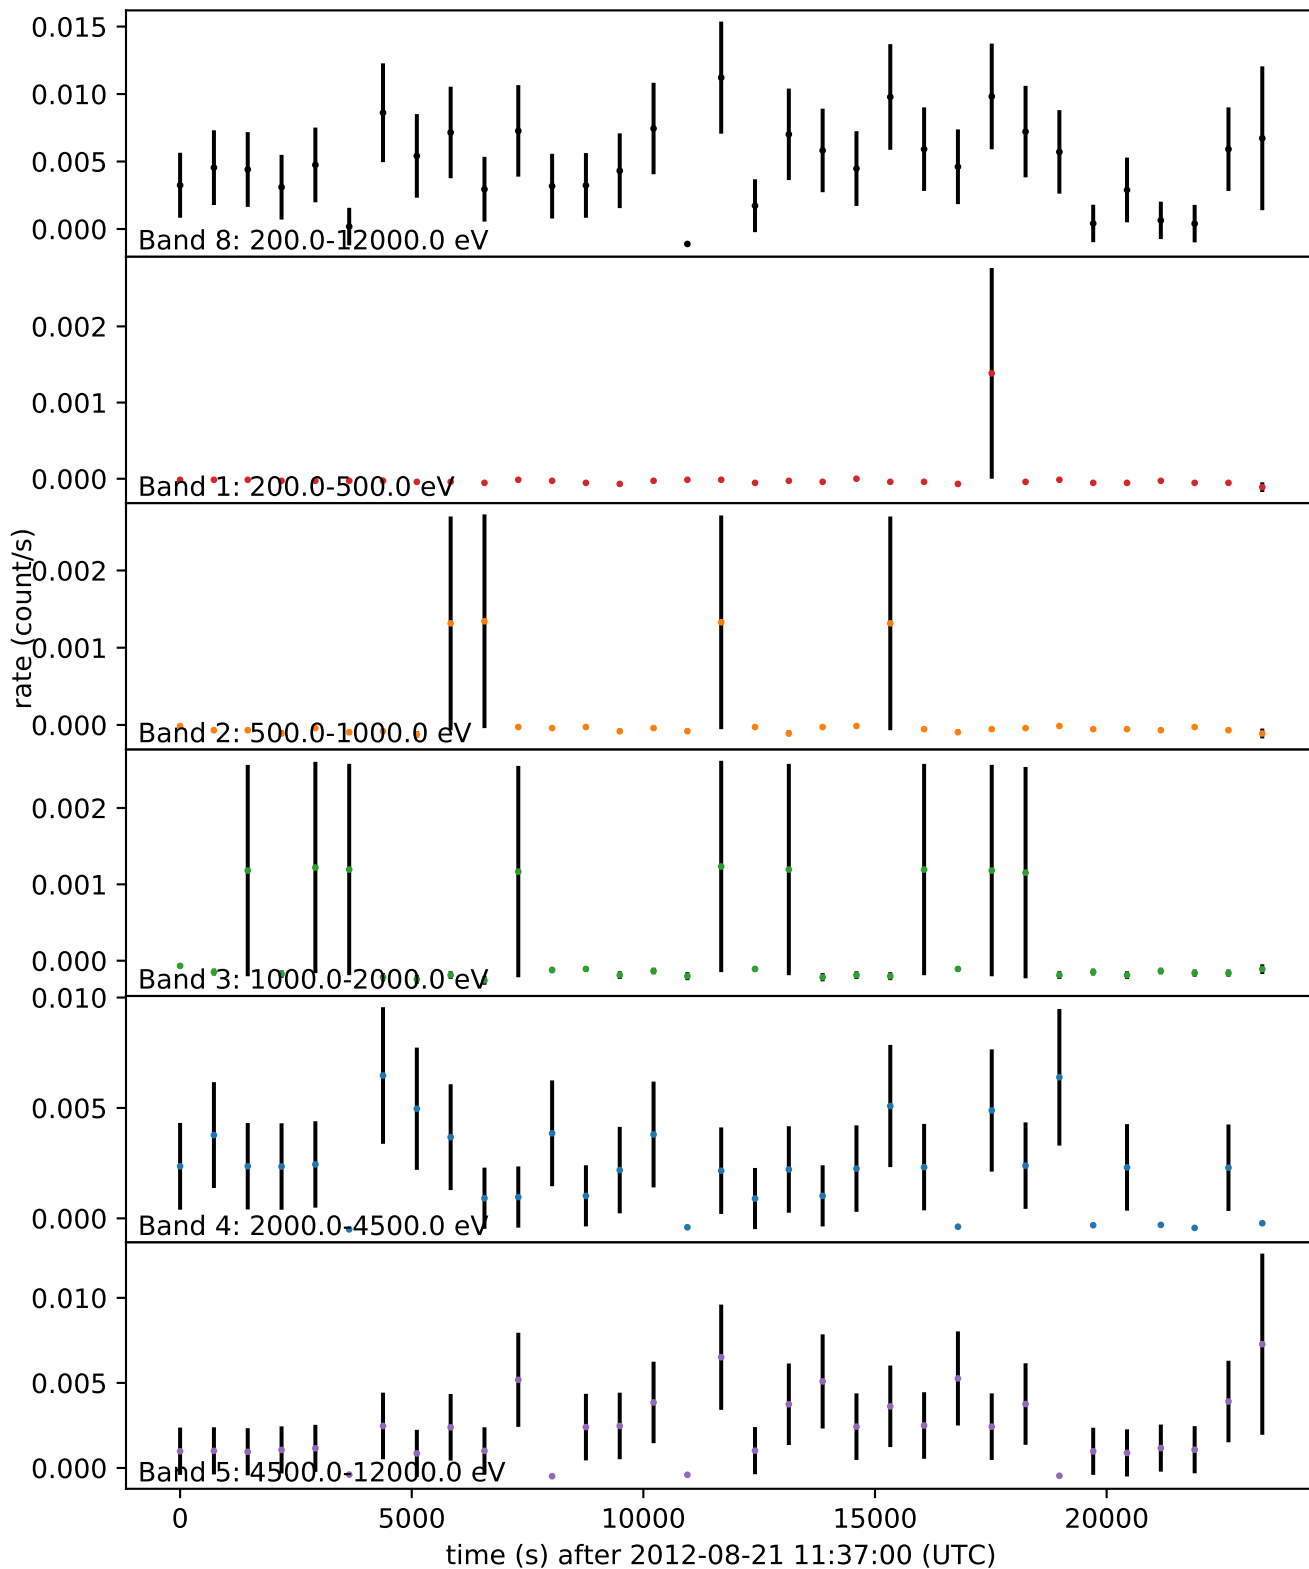 0.015
0.010
0.005
0.000
Band 8: 200.0-12000.0 eV
0.002
0.001
0.000
Band 1: 200.0-500.0 eV
0.002
0.001
0.000
Band 2: 500.0-1000.0 eV
rate (count/s)
0.002
0.001
0.000
Band 3: 1000.0-2000.0 eV
0.010
0.005
0.000
Band 4: 2000.0-4500.0 eV
0.010
0.005
0.000
Band 5: 4500.0-12000.0 eV
0 5000 10000 15000 20000
time (s) after 2012-08-21 11:37:00 (UTC)